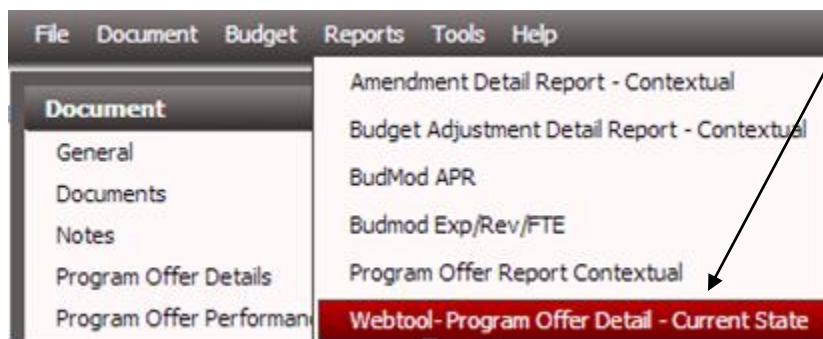 File Document Budget Reports Tools Help
Document
General
Documents
Notes
Program Offer Details
Program Offer
Amendment Detail Report - Contextual
Budget Adjustment Detail Report - Contextual
BudMod APR
Budmod Exp/Rev/FTE
Program Offer Report Contextual
Webtool- Program Offer Detail - Current State